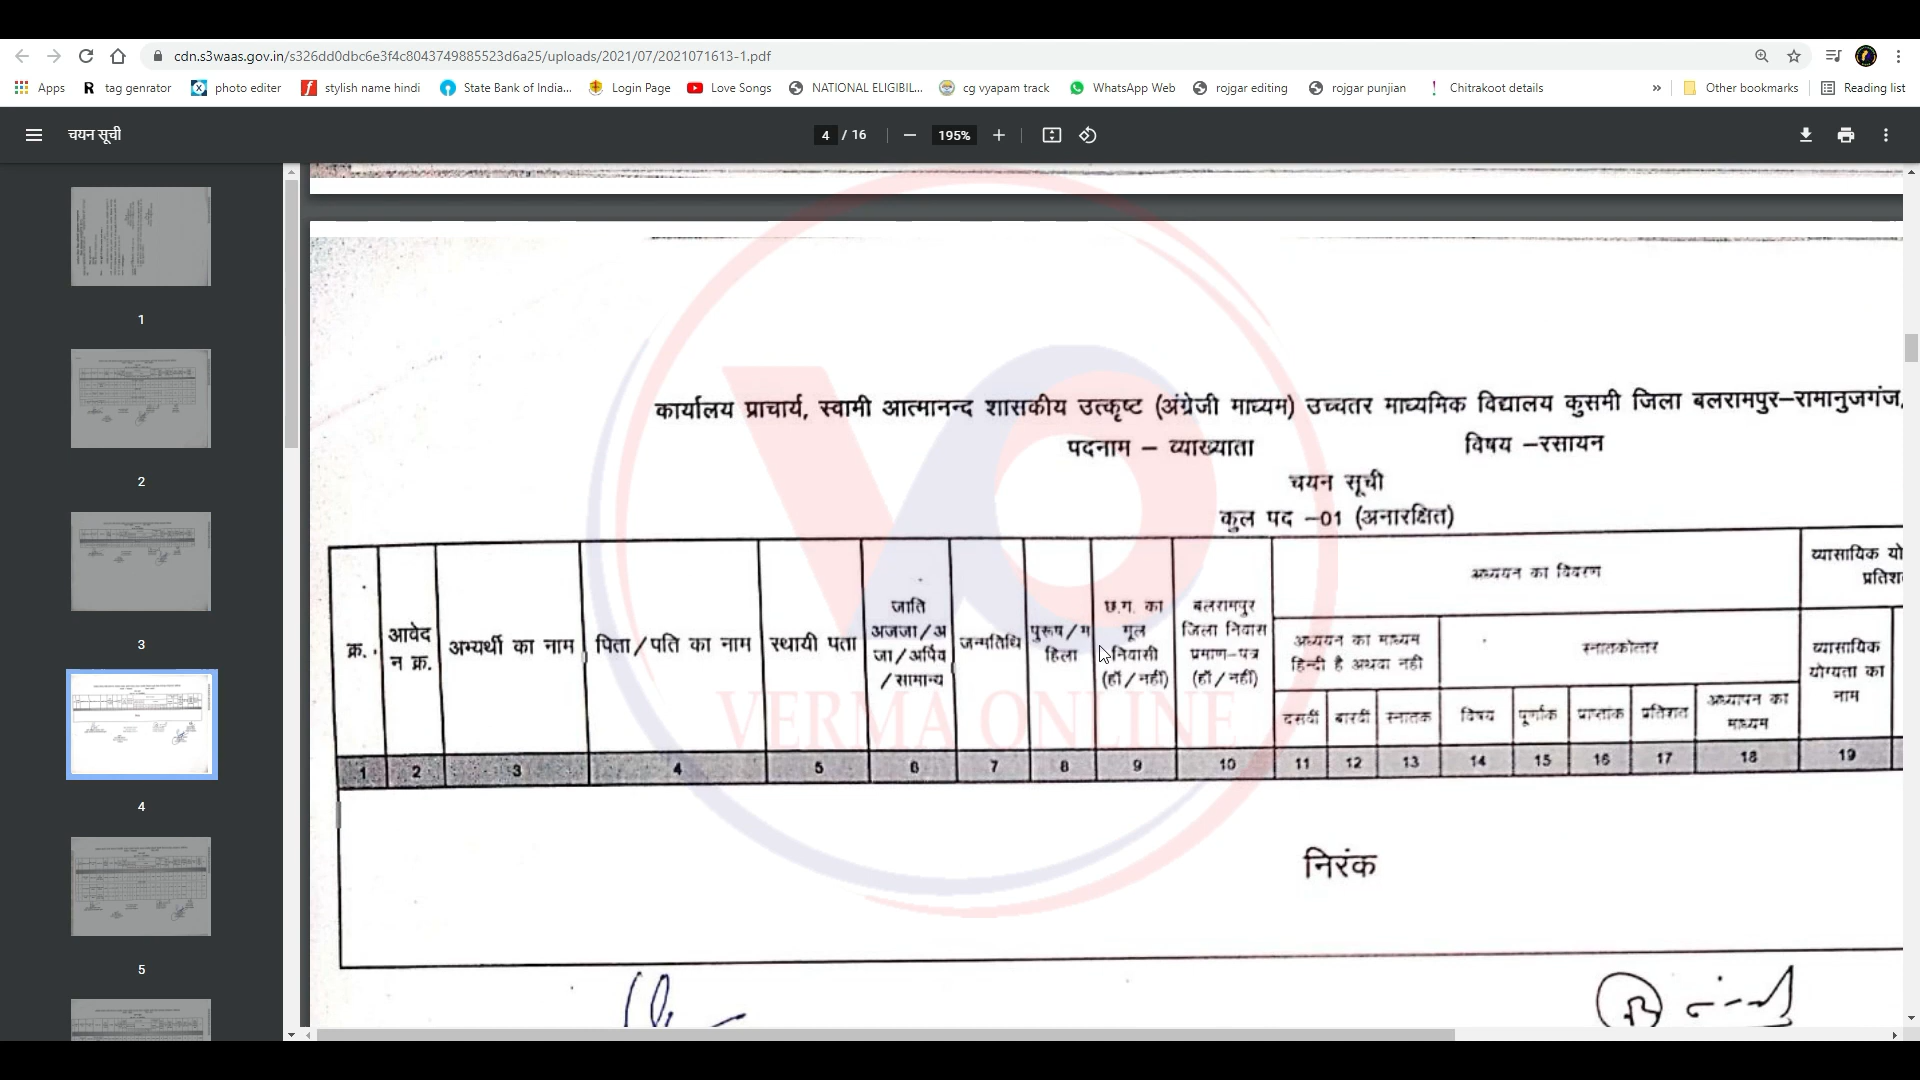 cdn.s3waas.gov.in/s326dd0dbc6e3f4c8043749885523d6a25/uploads/2021/07/2021071613-1.pdf
Apps R tag genrator photo editer f stylish name hindi State Bank of India... Login Page Love Songs NATIONAL ELIGIBIL... cg vyapam track WhatsApp Web rojgar editing rojgar punjian Chitrakoot details » Other bookmarks Reading list
चयन सूची
4 / 16 195%
1
2
3
4
5
कार्यालय प्राचार्य, स्वामी आत्मानन्द शासकीय उत्कृष्ट (अंग्रेजी माध्यम) उच्चतर माध्यमिक विद्यालय कुसमी जिला बलरामपुर–रामानुजगंज,
पदनाम – व्याख्याता विषय –रसायन
चयन सूची
कुल पद –01 (अनारक्षित)
क्र.
आवेद
न क्र.
अभ्यर्थी का नाम
पिता/पति का नाम
स्थायी पता
जाति
अजजा/अ
जा/अपिव
/सामान्य
जन्मतिथि
पुरूष/म
हिला
छ.ग. का
मूल
निवासी
(हॉ/नहीं)
बलरामपुर
जिला निवास
प्रमाण-पत्र
(हॉ/नहीं)
अध्ययन का विवरण
अध्ययन का माध्यम
हिन्दी है अथवा नही
स्नातकोत्तर
दसवीं बारवीं स्नातक विषय पूर्णांक प्राप्तांक प्रतिशत
अध्यापन का
माध्यम
व्यासायिक यो
प्रतिश
व्यासायिक
योग्यता का
नाम
1 2 3 4 5 6 7 8 9 10 11 12 13 14 15 16 17 18 19
निरंक
VERMA ONLINE